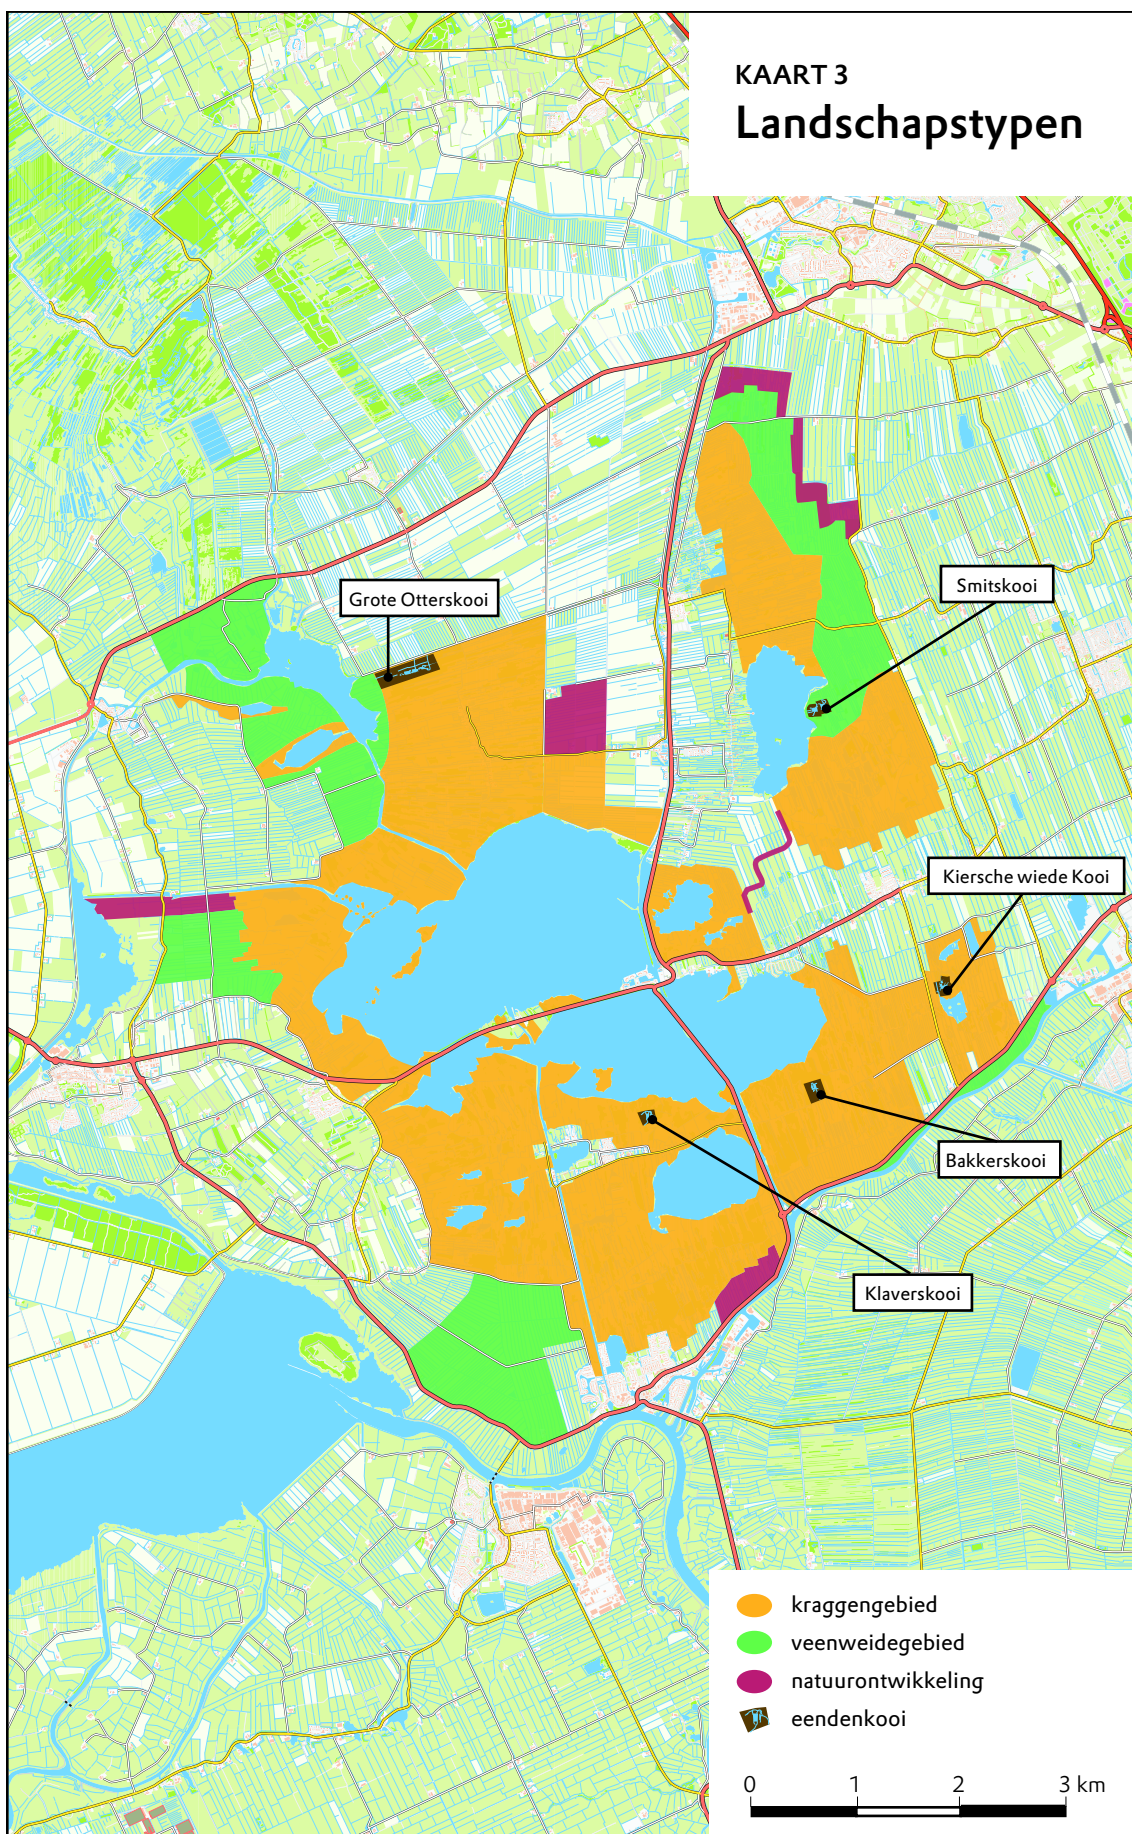 KAART 3
Landschapstypen
Smitskooi
Grote Otterskooi
Kiersche wiede Kooi
Bakkerskooi
Klaverskooi
kraggengebied
veenweidegebied
natuurontwikkeling
eendenkooi
0 1 2 3 km